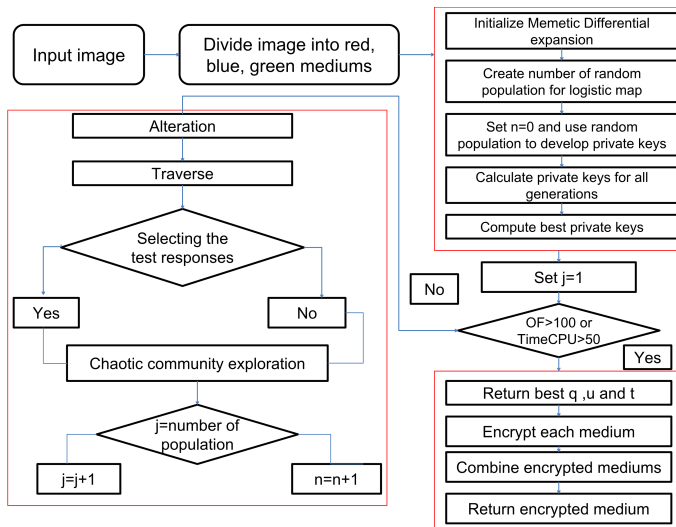 Input image
Divide image into red,
blue, green mediums
Initialize Memetic Differential
expansion
Create number of random
population for logistic map
Set n=0 and use random
population to develop private keys
Calculate private keys for all
generations
Compute best private keys
Set j=1
No
OF>100 or
TimeCPU>50
Yes
Return best q ,u and t
Encrypt each medium
Combine encrypted mediums
Return encrypted medium
Alteration
Traverse
Selecting the
test responses
Yes
No
Chaotic community exploration
j=number of
population
j=j+1
n=n+1